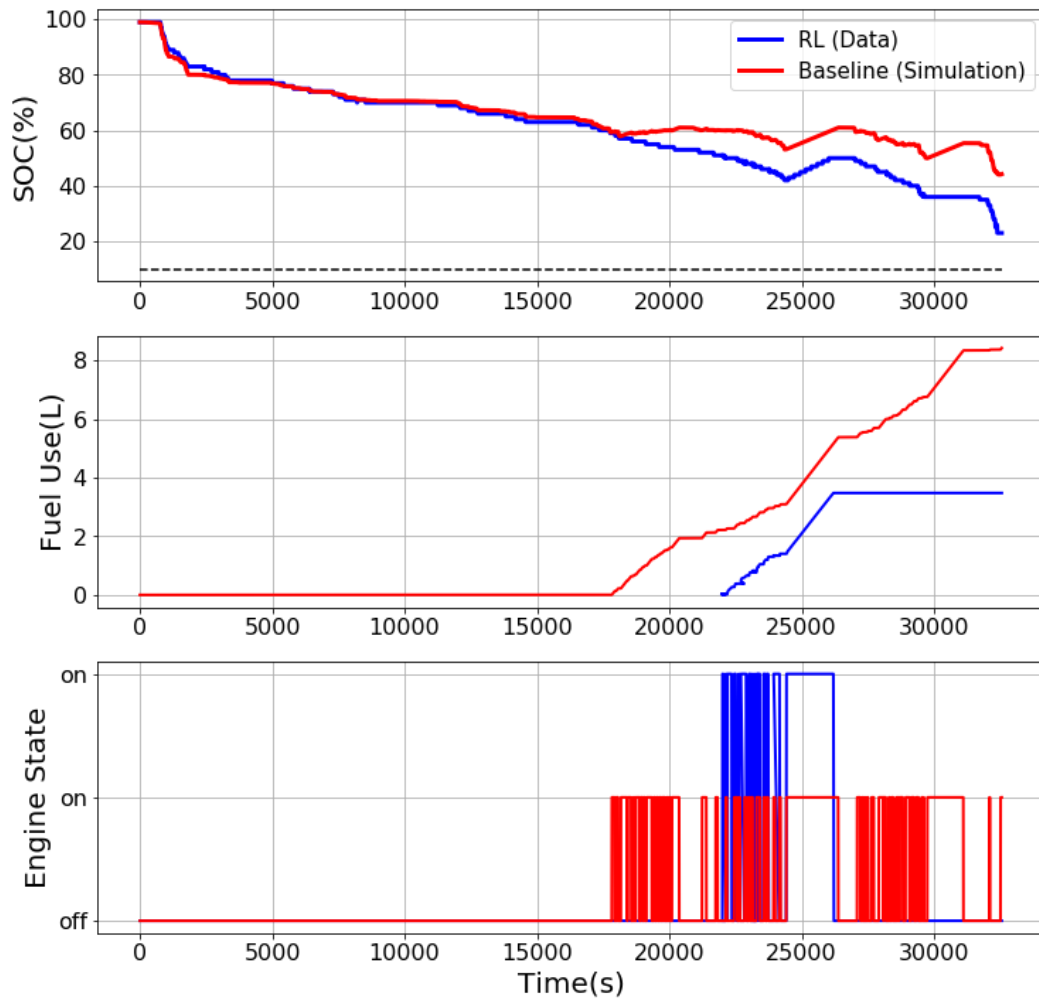 100
80
60
40
20
SOC(%)
RL (Data)
Baseline (Simulation)
0 5000 10000 15000 20000 25000 30000
8
6
4
2
0
Fuel Use(L)
0 5000 10000 15000 20000 25000 30000
on
on
off
Engine State
0 5000 10000 15000 20000 25000 30000
Time(s)